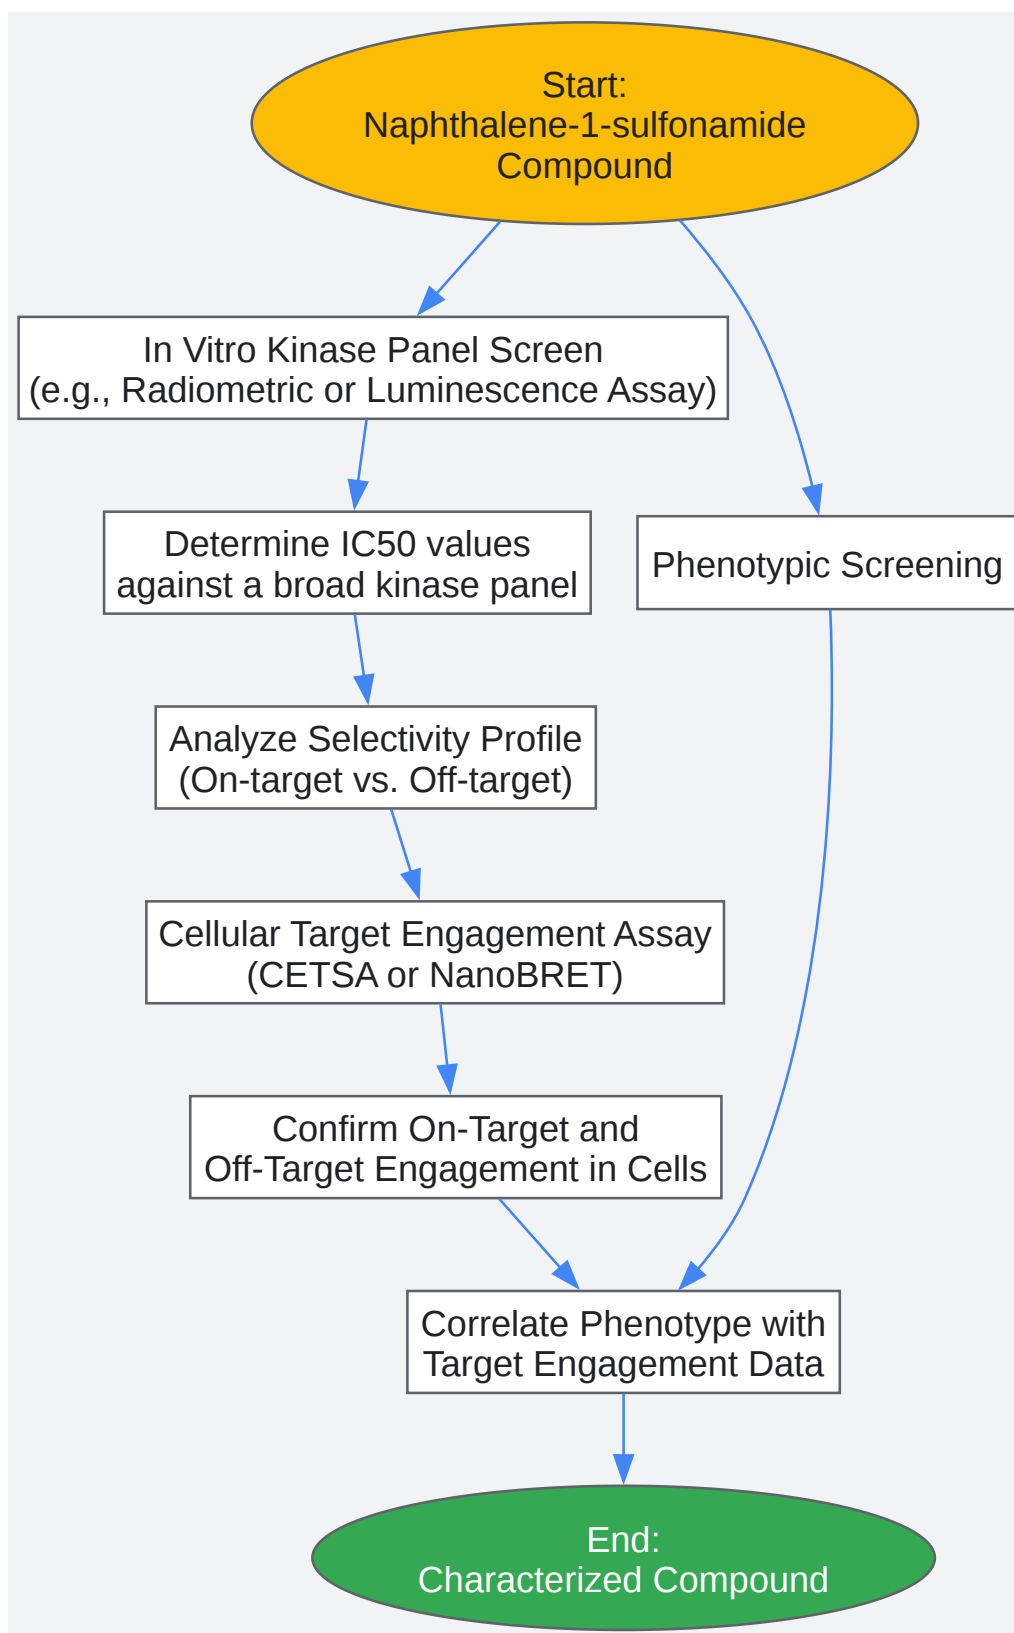 Start:
Naphthalene-1-sulfonamide
Compound
In Vitro Kinase Panel Screen
(e.g., Radiometric or Luminescence Assay)
Determine IC50 values
against a broad kinase panel
Phenotypic Screening
Analyze Selectivity Profile
(On-target vs. Off-target)
Cellular Target Engagement Assay
(CETSA or NanoBRET)
Confirm On-Target and
Off-Target Engagement in Cells
Correlate Phenotype with
Target Engagement Data
End:
Characterized Compound